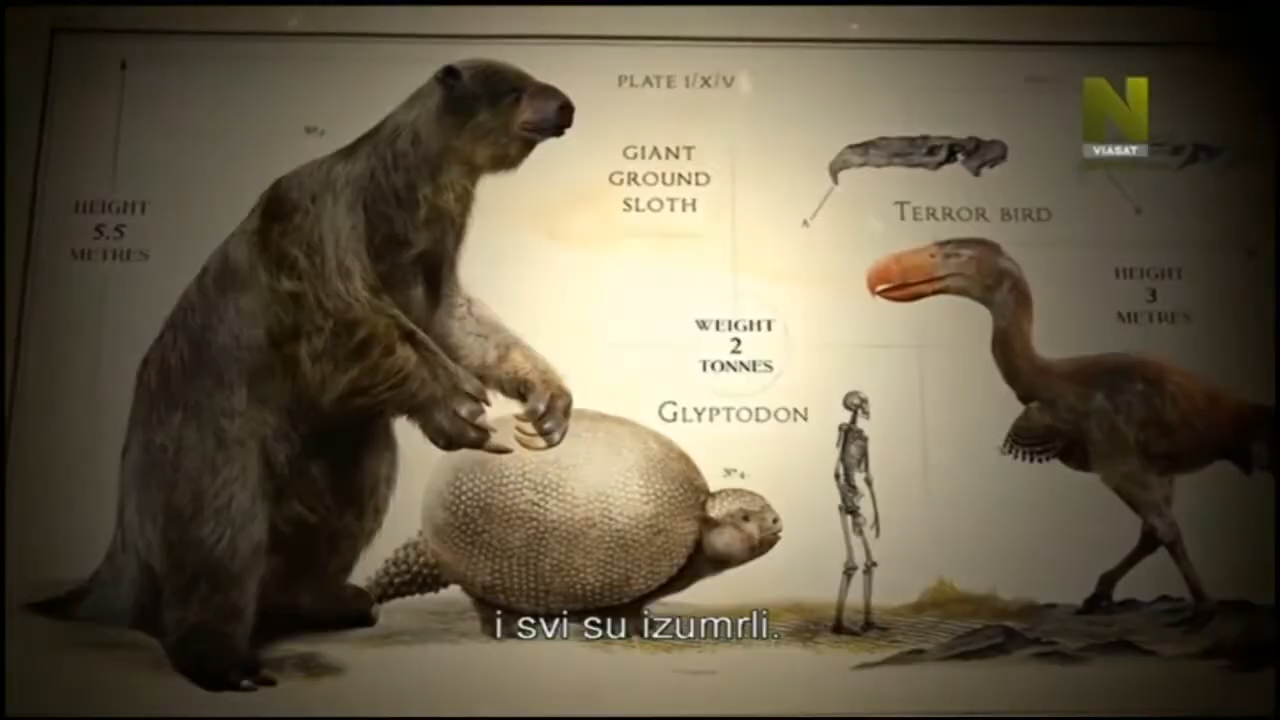 PLATE I/X/V
HEIGHT
5.5
METRES
GIANT
GROUND
SLOTH
N
VIASAT
A
TERROR BIRD
HEIGHT
3
METRES
WEIGHT
2
TONNES
GLYPTODON
Nº4.
i svi su izumrli.